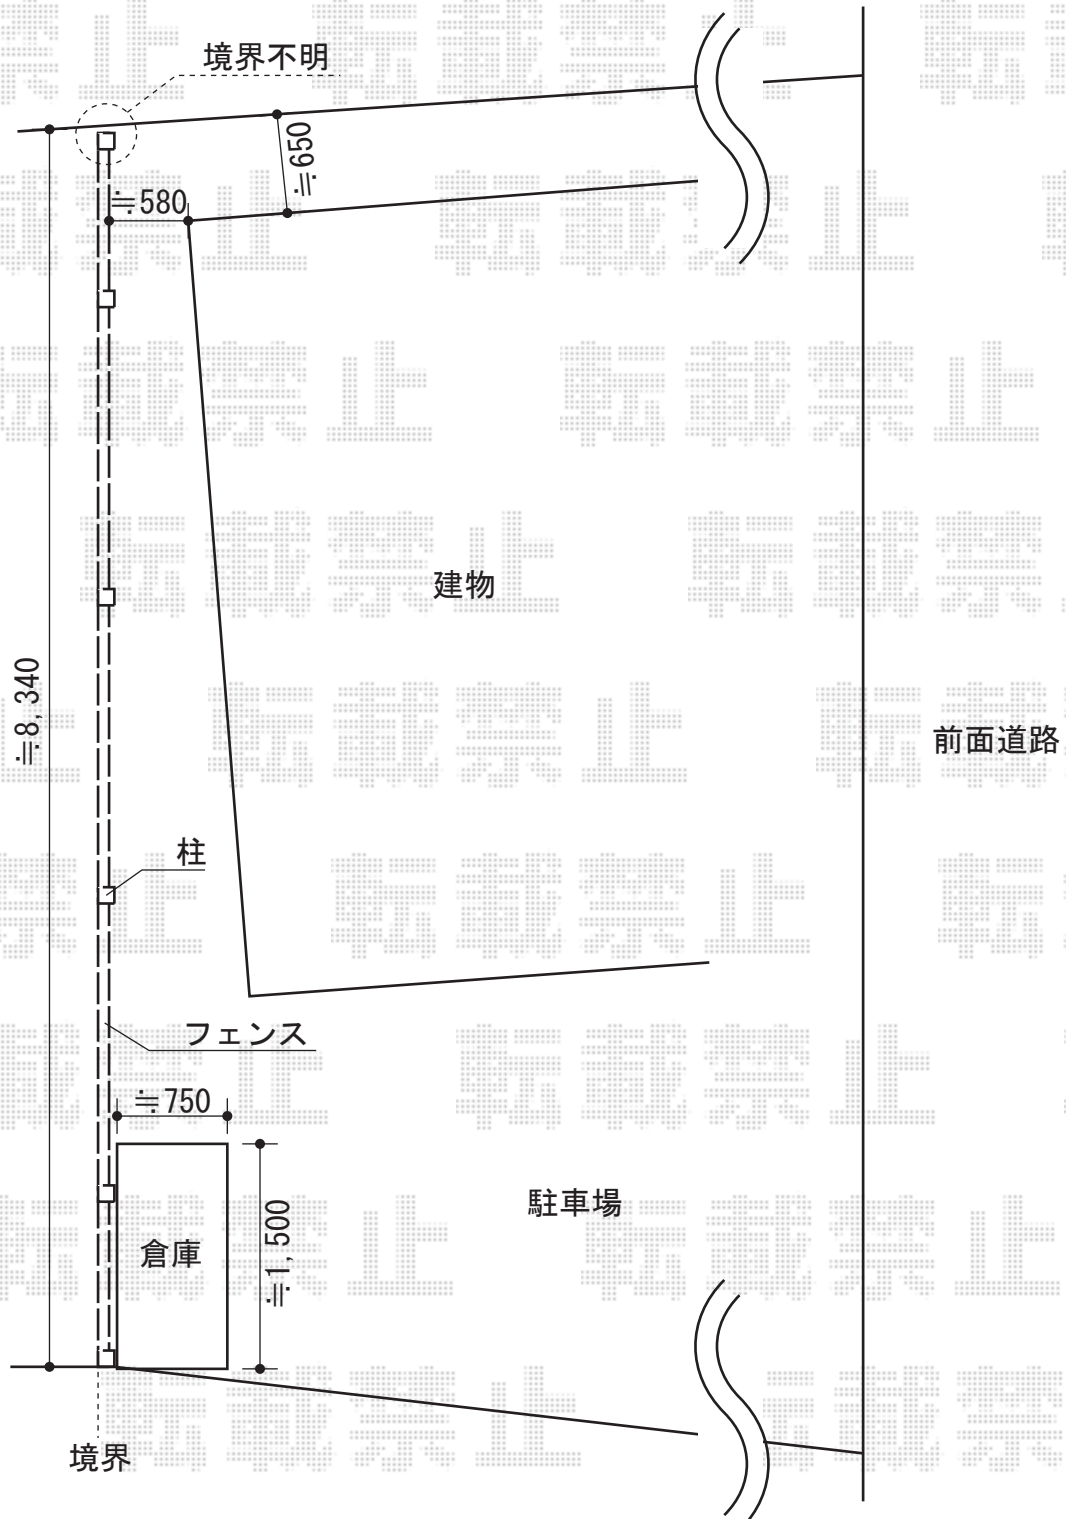 境界不明
≒650
≒580
建物
≒8,340
前面道路
柱
フェンス
≒750
駐車場
倉庫
≒1,500
境界
転載禁止